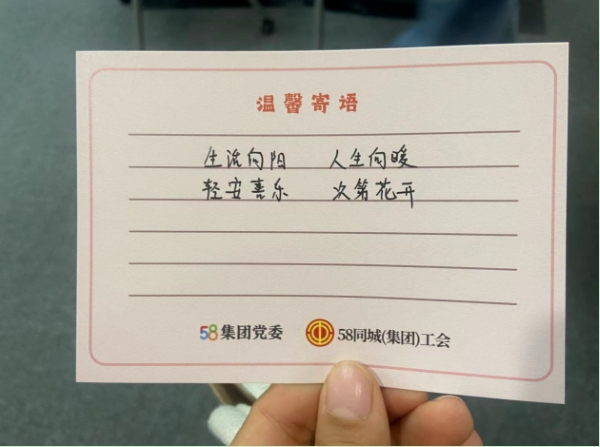 温馨寄语
生流向阳 人生向暖
轻安喜乐 次第花开
58集团党委 58同城(集团)工会